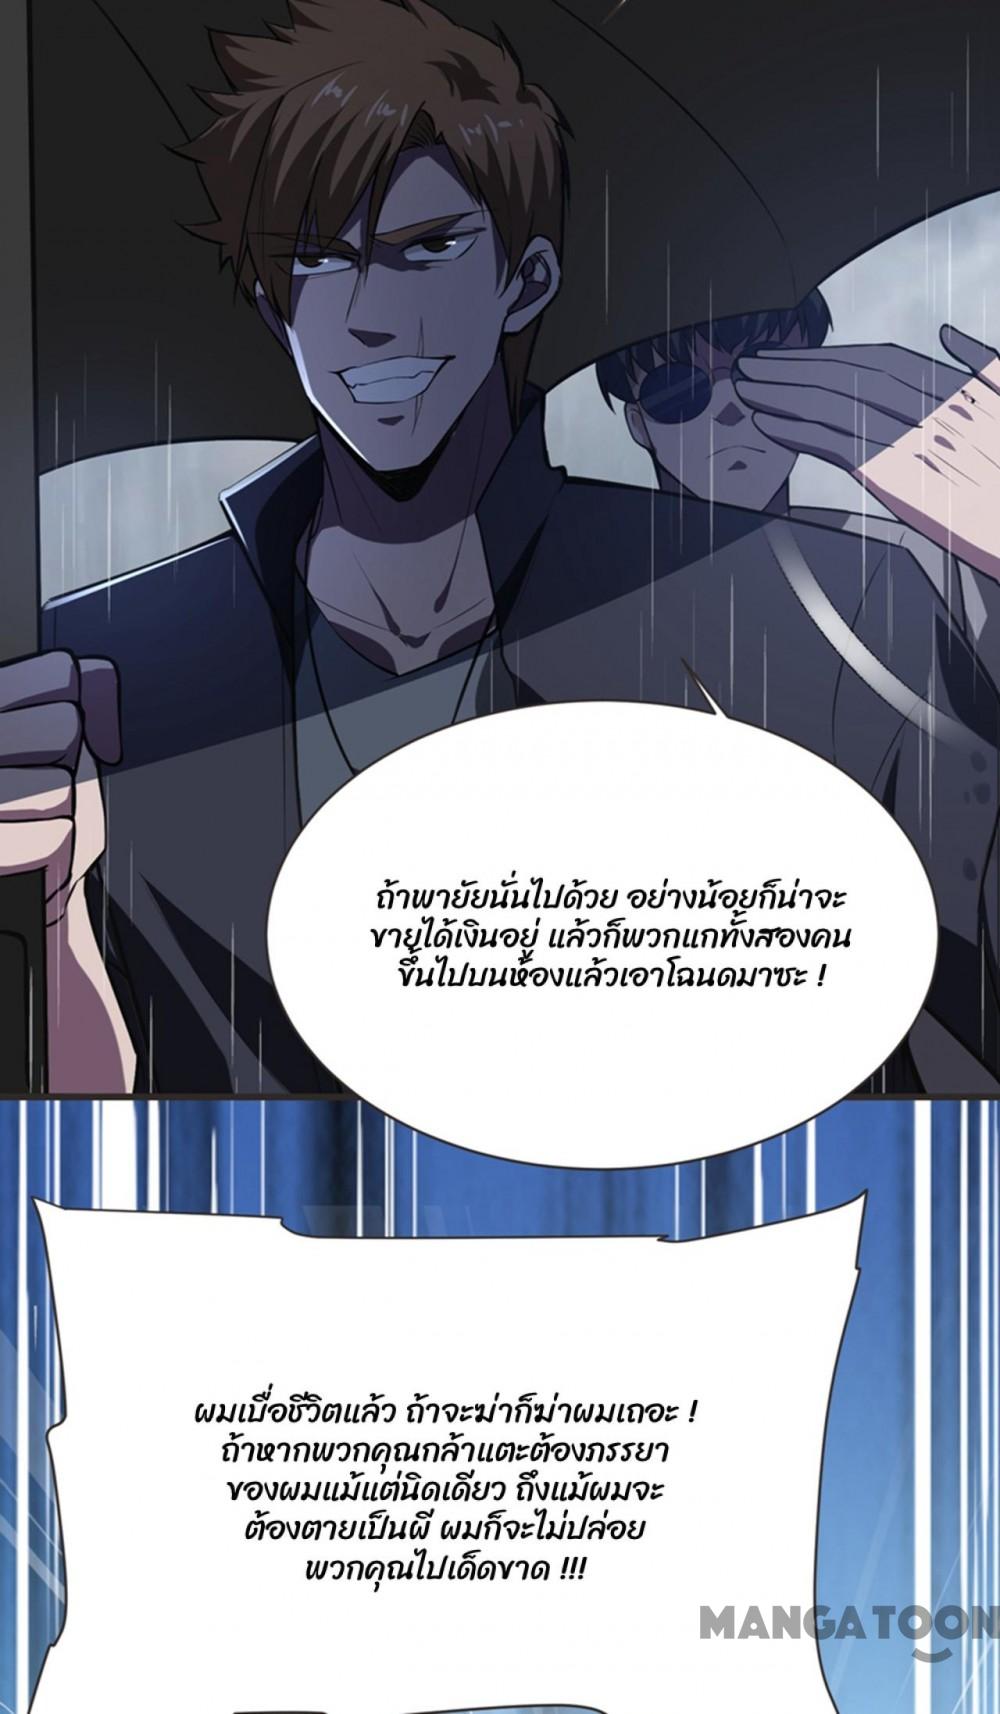 ถ้าพายัยนั่นไปด้วย อย่างน้อยก็น่าจะ
ขายได้เงินอยู่ แล้วก็พวกแกทั้งสองคน
ขึ้นไปบนห้องแล้วเอาโฉนดมาซะ !
ผมเบื่อชีวิตแล้ว ถ้าจะฆ่าก็ฆ่าผมเถอะ !
ถ้าหากพวกคุณกล้าแตะต้องภรรยา
ของผมแม้แต่นิดเดียว ถึงแม้ผมจะ
ต้องตายเป็นผี ผมก็จะไม่ปล่อย
พวกคุณไปเด็ดขาด !!!
MANGATOON